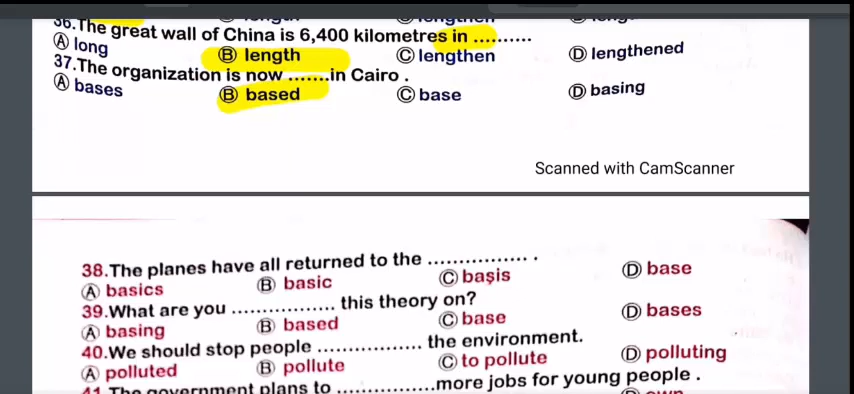 36.The great wall of China is 6,400 kilometres in ..........
Ⓐ long Ⓑ length Ⓒ lengthen Ⓓ lengthened
37.The organization is now .......in Cairo .
Ⓐ bases Ⓑ based Ⓒ base Ⓓ basing
Scanned with CamScanner
38.The planes have all returned to the ................. .
Ⓐ basics Ⓑ basic Ⓒ basis Ⓓ base
39.What are you ................. this theory on?
Ⓐ basing Ⓑ based Ⓒ base Ⓓ bases
40.We should stop people ................. the environment.
Ⓐ polluted Ⓑ pollute Ⓒ to pollute Ⓓ polluting
41 The government plans to ................more jobs for young people .